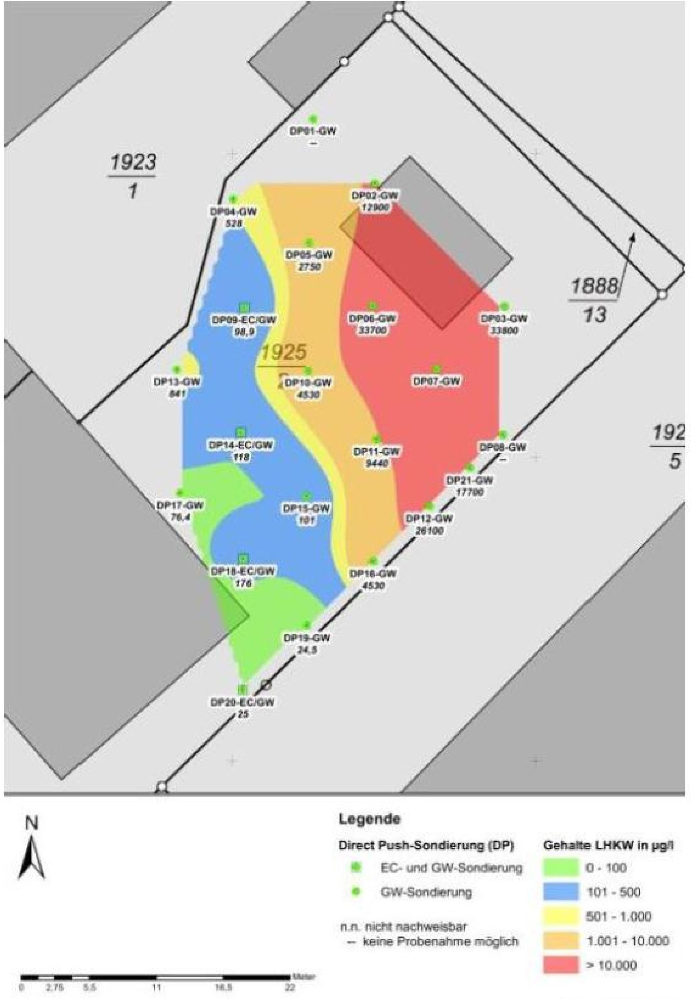 DP01-GW
--
1923
1
DP02-GW
12900
DP04-GW
528
DP05-GW
2750
1888
13
DP09-EC/GW
98,9
DP06-GW
33700
DP03-GW
33800
1925
DP13-GW
841
DP10-GW
4530
DP07-GW
192
5
DP14-EC/GW
118
DP11-GW
9440
DP08-GW
--
DP21-GW
17700
DP17-GW
76,4
DP15-GW
101
DP12-GW
26100
DP18-EC/GW
176
DP16-GW
4530
DP19-GW
24,5
DP20-EC/GW
25
N
Legende
Direct Push-Sondierung (DP)
EC- und GW-Sondierung
GW-Sondierung
n.n. nicht nachweisbar
-- keine Probenahme möglich
Gehalte LHKW in µg/l
0 - 100
101 - 500
501 - 1.000
1.001 - 10.000
> 10.000
Meter
0 2,75 5,5 11 16,5 22